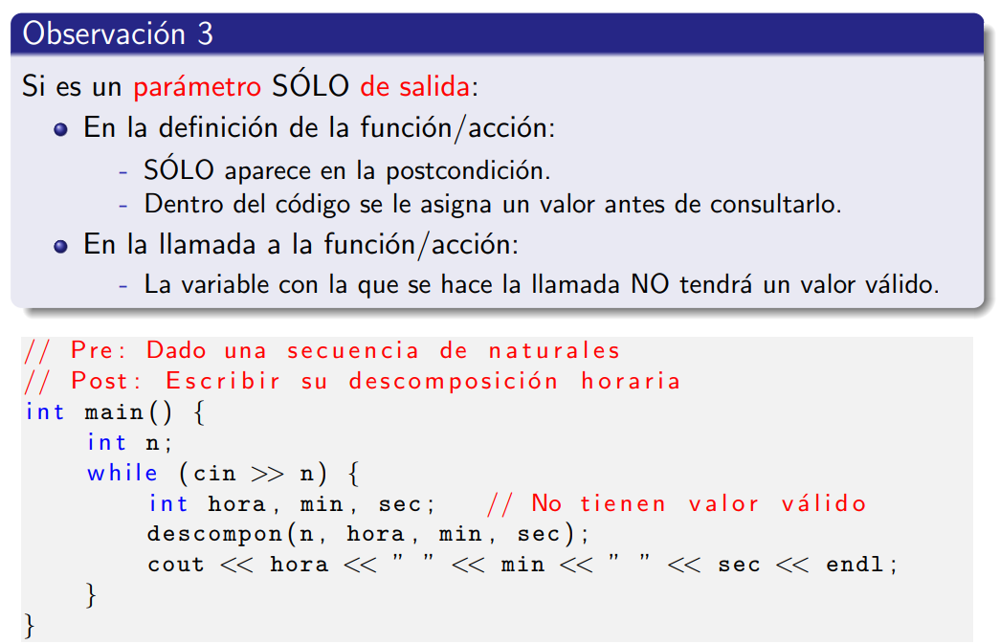 Observación 3
Si es un parámetro SÓLO de salida:
En la definición de la función/acción:
- SÓLO aparece en la postcondición.
- Dentro del código se le asigna un valor antes de consultarlo.
En la llamada a la función/acción:
- La variable con la que se hace la llamada NO tendrá un valor válido.
// Pre: Dado una secuencia de naturales
// Post: Escribir su descomposición horaria
int main() {
int n;
while (cin >> n) {
int hora, min, sec; // No tienen valor válido
descompon(n, hora, min, sec);
cout << hora << ” ” << min << ” ” << sec << endl;
}
}